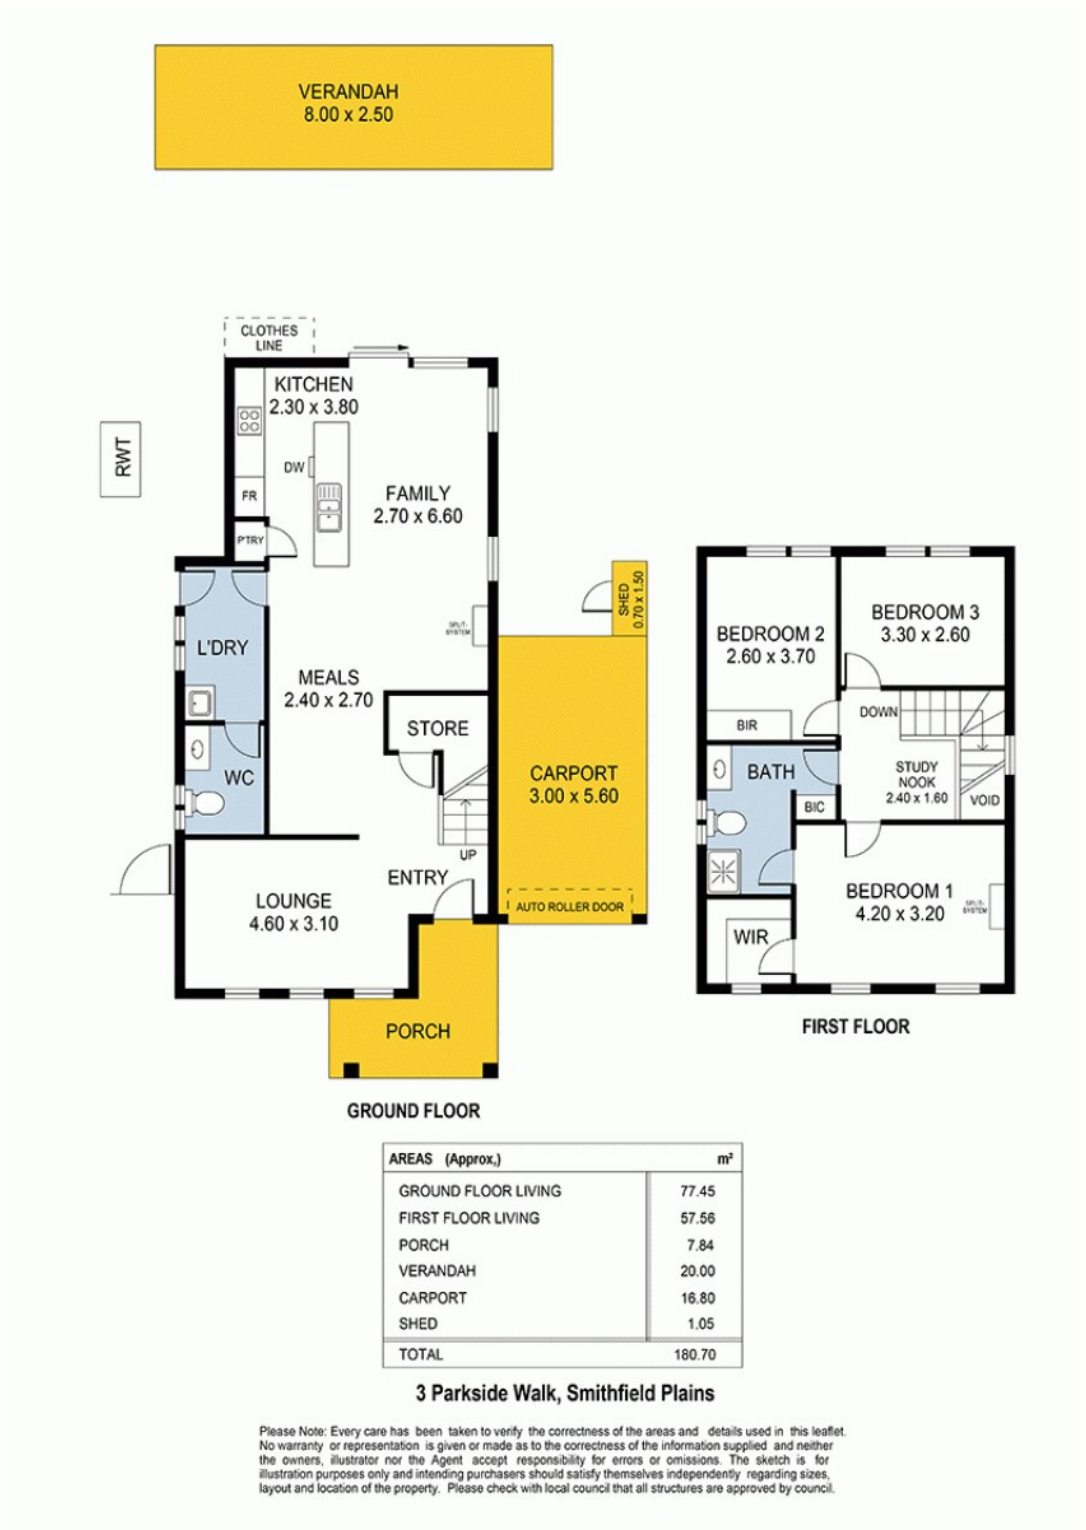 VERANDAH
8.00 x 2.50
CLOTHES
LINE
KITCHEN
2.30 x 3.80
RWT
DW
FR
FAMILY
2.70 x 6.60
PTRY
SPLIT-
SYSTEM
L'DRY
MEALS
2.40 x 2.70
STORE
WC
UP
ENTRY
LOUNGE
4.60 x 3.10
PORCH
GROUND FLOOR
SHED
0.70 x 1.50
CARPORT
3.00 x 5.60
AUTO ROLLER DOOR
BEDROOM 2
2.60 x 3.70
BEDROOM 3
3.30 x 2.60
BIR
DOWN
BATH
STUDY
NOOK
2.40 x 1.60
BIC
VOID
BEDROOM 1
4.20 x 3.20
SPLIT-
SYSTEM
WIR
FIRST FLOOR
AREAS (Approx,) m²
GROUND FLOOR LIVING 77.45
FIRST FLOOR LIVING 57.56
PORCH 7.84
VERANDAH 20.00
CARPORT 16.80
SHED 1.05
TOTAL 180.70
3 Parkside Walk, Smithfield Plains
Please Note: Every care has been taken to verify the correctness of the areas and details used in this leaflet.
No warranty or representation is given or made as to the correctness of the information supplied and neither
the owners, illustrator nor the Agent accept responsibility for errors or omissions. The sketch is for
illustration purposes only and intending purchasers should satisfy themselves independently regarding sizes,
layout and location of the property. Please check with local council that all structures are approved by council.